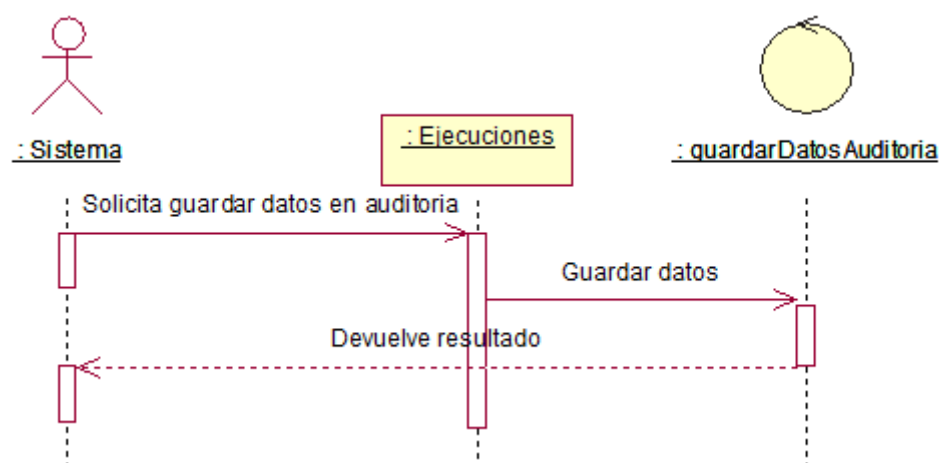 : Sistema
: Ejecuciones
: guardarDatosAuditoria
Solicita guardar datos en auditoria
Guardar datos
Devuelve resultado